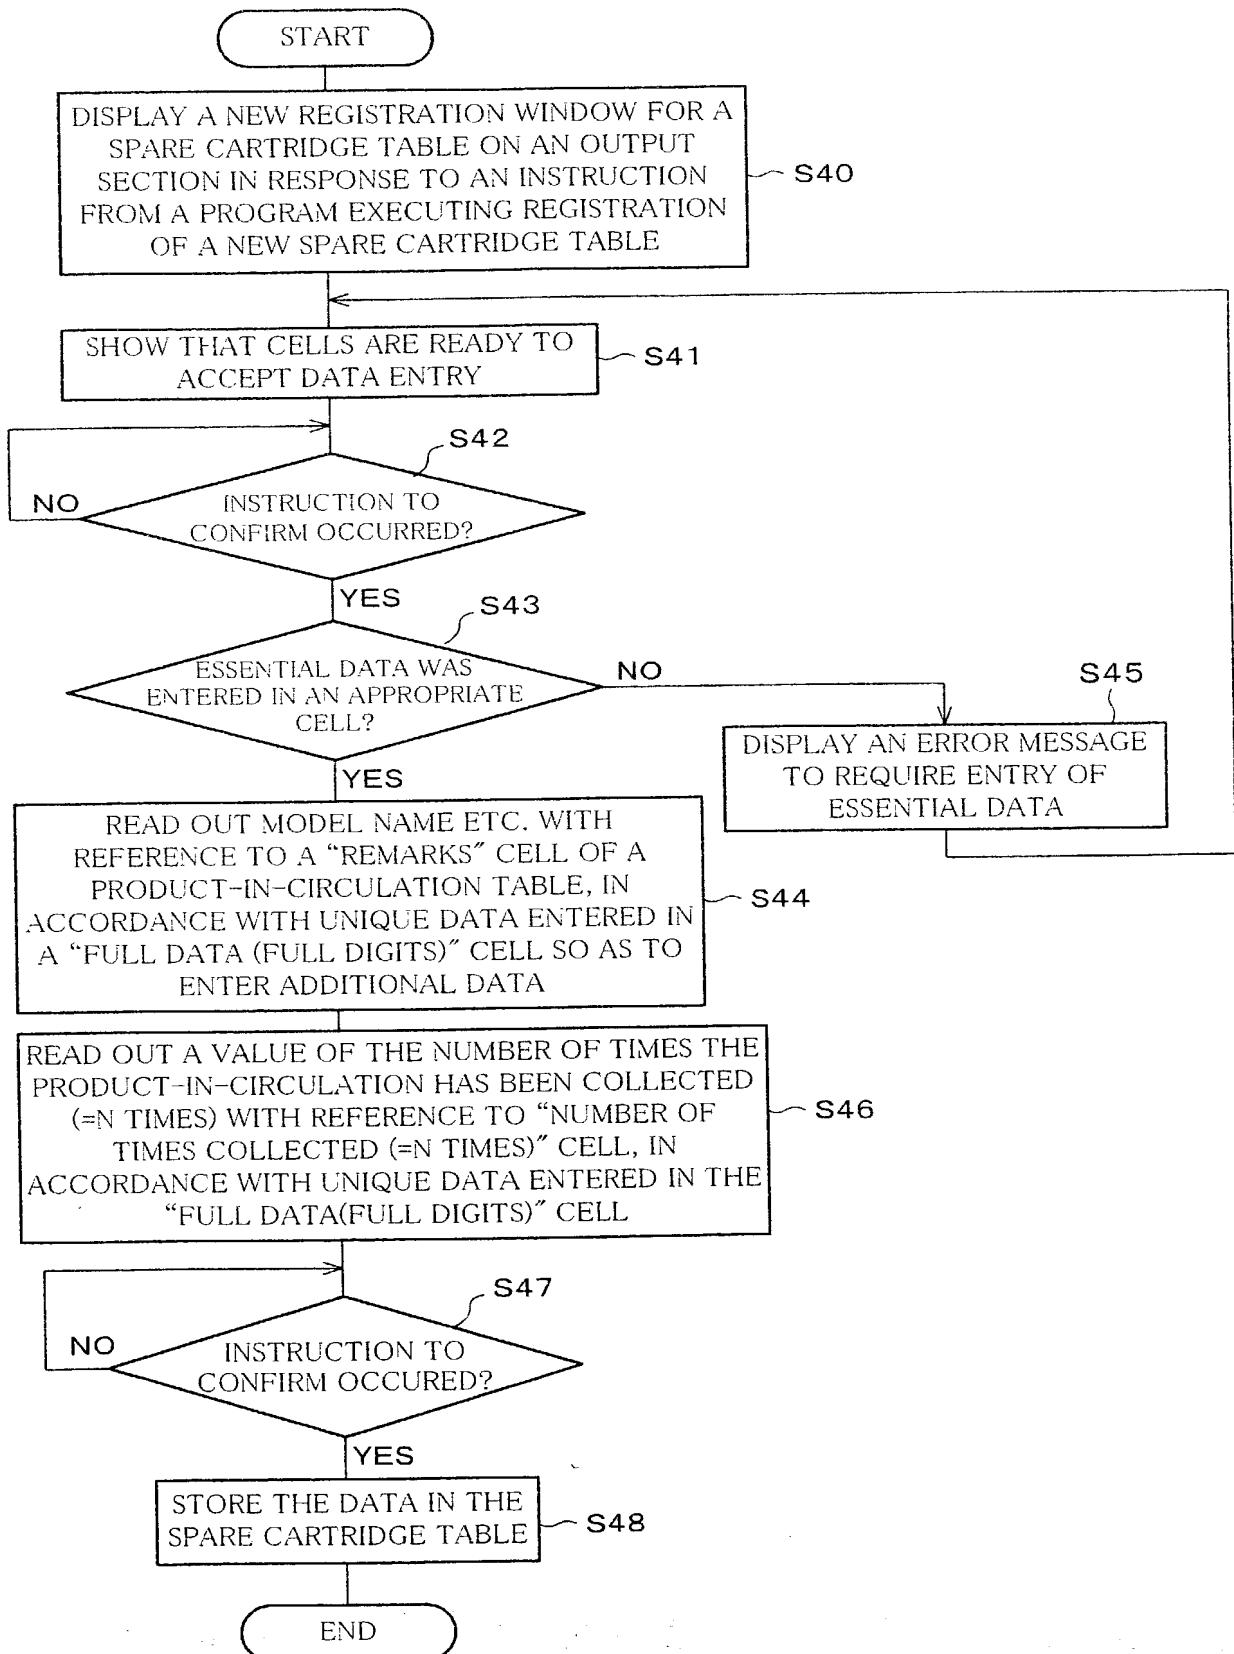 START
DISPLAY A NEW REGISTRATION WINDOW FOR A
SPARE CARTRIDGE TABLE ON AN OUTPUT
SECTION IN RESPONSE TO AN INSTRUCTION
FROM A PROGRAM EXECUTING REGISTRATION
OF A NEW SPARE CARTRIDGE TABLE
S40
SHOW THAT CELLS ARE READY TO
ACCEPT DATA ENTRY
S41
S42
NO
INSTRUCTION TO
CONFIRM OCCURRED?
YES
S43
ESSENTIAL DATA WAS
ENTERED IN AN APPROPRIATE
CELL?
NO
YES
S45
DISPLAY AN ERROR MESSAGE
TO REQUIRE ENTRY OF
ESSENTIAL DATA
READ OUT MODEL NAME ETC. WITH
REFERENCE TO A “REMARKS” CELL OF A
PRODUCT-IN-CIRCULATION TABLE, IN
ACCORDANCE WITH UNIQUE DATA ENTERED IN
A “FULL DATA (FULL DIGITS)” CELL SO AS TO
ENTER ADDITIONAL DATA
S44
READ OUT A VALUE OF THE NUMBER OF TIMES THE
PRODUCT-IN-CIRCULATION HAS BEEN COLLECTED
(=N TIMES) WITH REFERENCE TO “NUMBER OF
TIMES COLLECTED (=N TIMES)” CELL, IN
ACCORDANCE WITH UNIQUE DATA ENTERED IN THE
“FULL DATA(FULL DIGITS)” CELL
S46
S47
NO
INSTRUCTION TO
CONFIRM OCCURED?
YES
STORE THE DATA IN THE
SPARE CARTRIDGE TABLE
S48
END